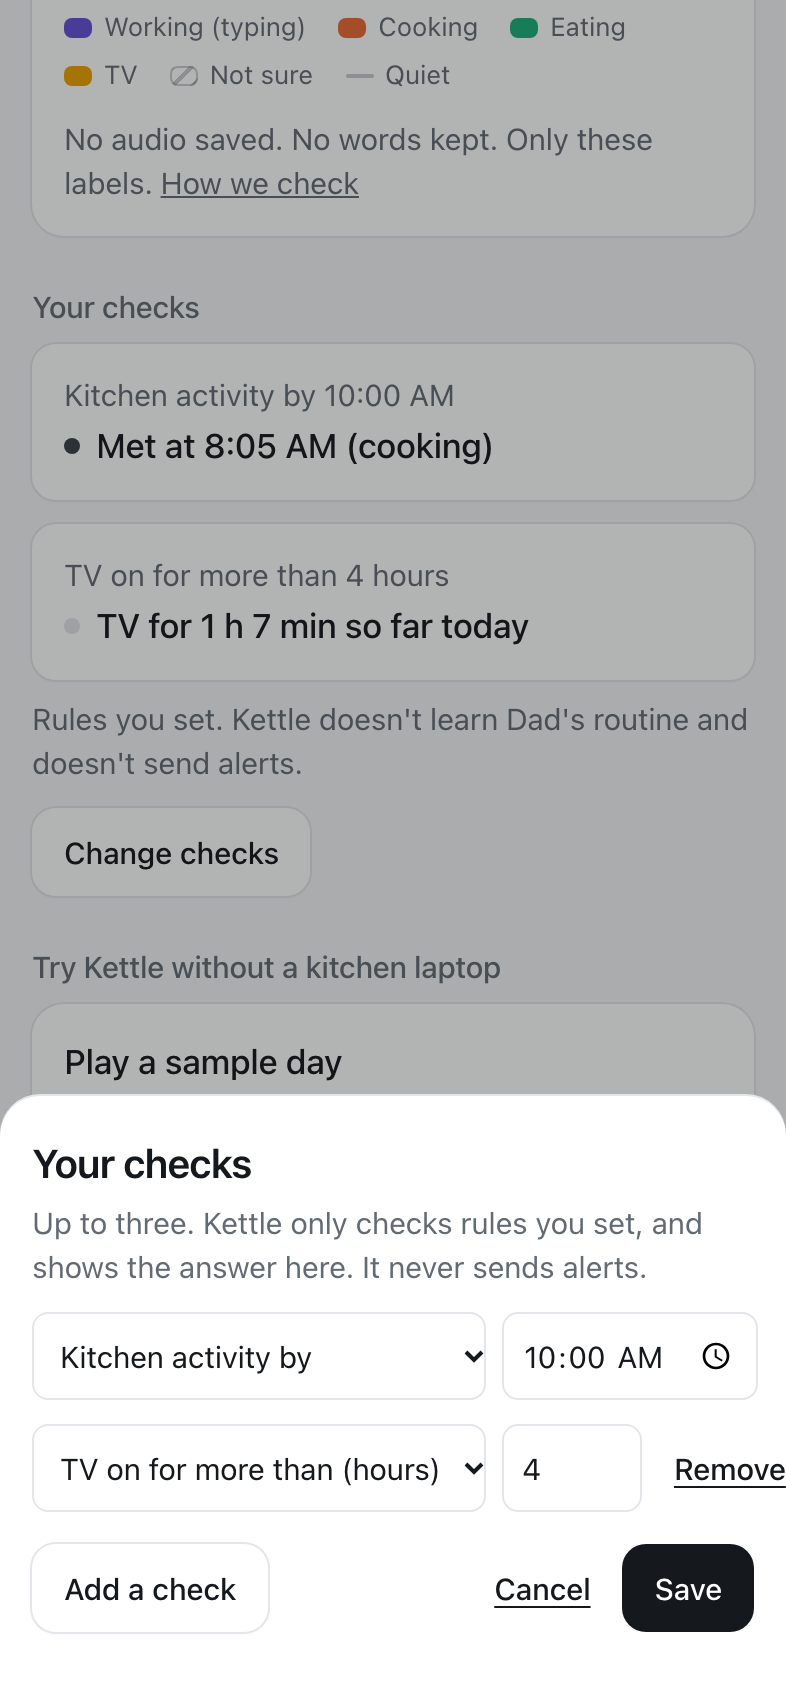 Working (typing) Cooking Eating
TV Not sure Quiet
No audio saved. No words kept. Only these
labels. How we check
Your checks
Kitchen activity by 10:00 AM
Met at 8:05 AM (cooking)
TV on for more than 4 hours
TV for 1 h 7 min so far today
Rules you set. Kettle doesn't learn Dad's routine and
doesn't send alerts.
Change checks
Try Kettle without a kitchen laptop
Play a sample day
Your checks
Up to three. Kettle only checks rules you set, and
shows the answer here. It never sends alerts.
Kitchen activity by 10:00 AM
TV on for more than (hours) 4 Remove
Add a check Cancel Save